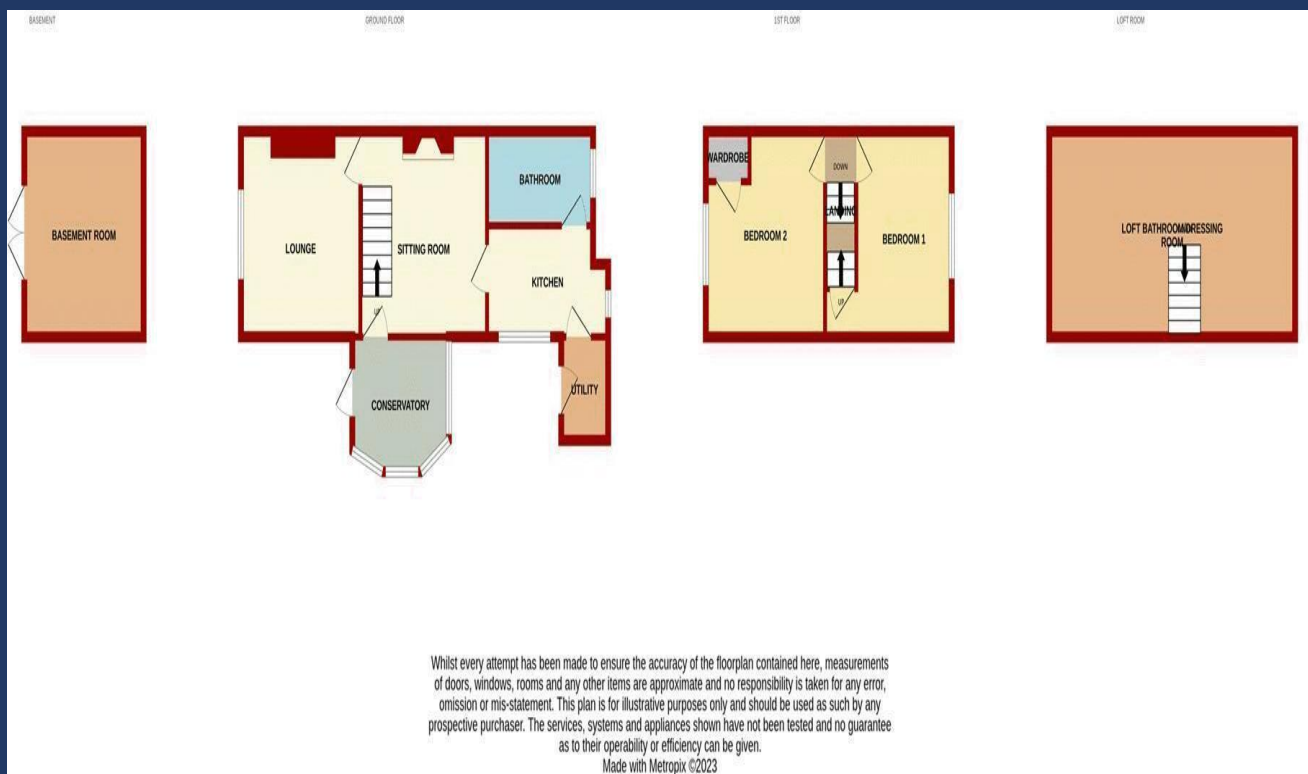 BASEMENT
GROUND FLOOR
1ST FLOOR
LOFT ROOM
BASEMENT ROOM
LOUNGE
SITTING ROOM
UP
BATHROOM
KITCHEN
CONSERVATORY
UTILITY
WARDROBE
BEDROOM 2
DOWN
LANDING
UP
BEDROOM 1
LOFT BATHROOM/DRESSING
ROOM
Whilst every attempt has been made to ensure the accuracy of the floorplan contained here, measurements
of doors, windows, rooms and any other items are approximate and no responsibility is taken for any error,
omission or mis-statement. This plan is for illustrative purposes only and should be used as such by any
prospective purchaser. The services, systems and appliances shown have not been tested and no guarantee
as to their operability or efficiency can be given.
Made with Metropix ©2023